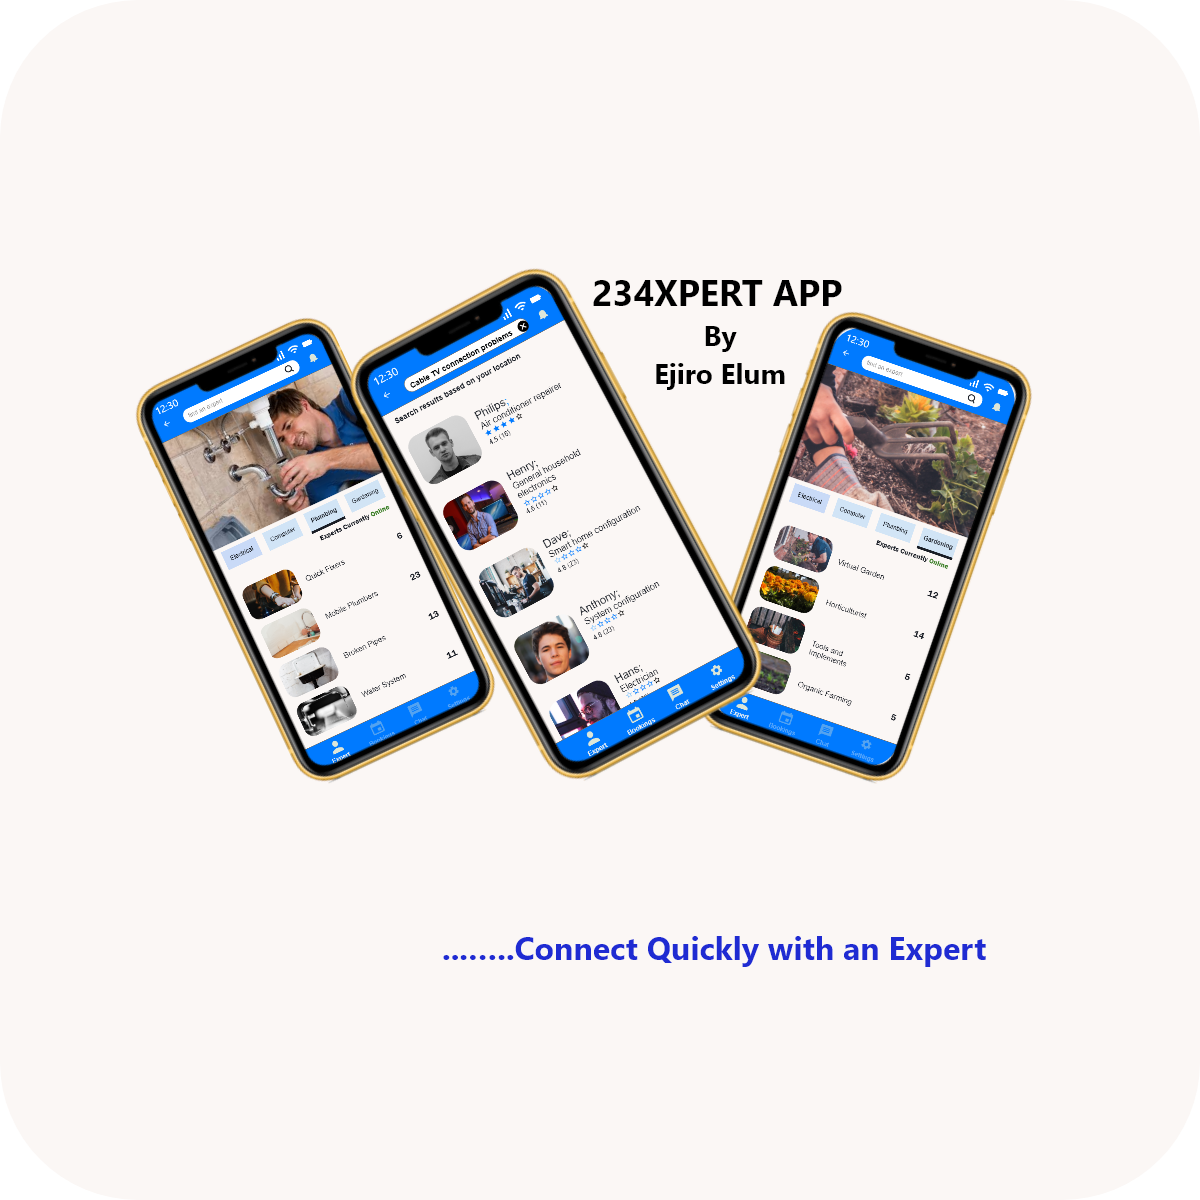 234XPERT APP
By
Ejiro Elum
12:30
find an expert
Electrical
Computer
Plumbing
Gardening
Experts Currently Online
Quick Fixers
6
Mobile Plumbers
23
Broken Pipes
13
Water System
11
Expert
Bookings
Chat
Settings
12:30
Cable TV connection problems
Search results based on your location
Philips;
Air conditioner repairer
4.5 (16)
Henry;
General household
electronics
4.6 (11)
Dave;
Smart home configuration
4.8 (23)
Anthony;
System configuration
4.8 (23)
Hans;
Electrician
Expert
Bookings
Chat
Settings
12:30
find an expert
Electrical
Computer
Plumbing
Gardening
Experts Currently Online
Virtual Garden
12
Horticulturist
14
Tools and
Implements
5
Organic Farming
5
Expert
Bookings
Chat
Settings
........Connect Quickly with an Expert